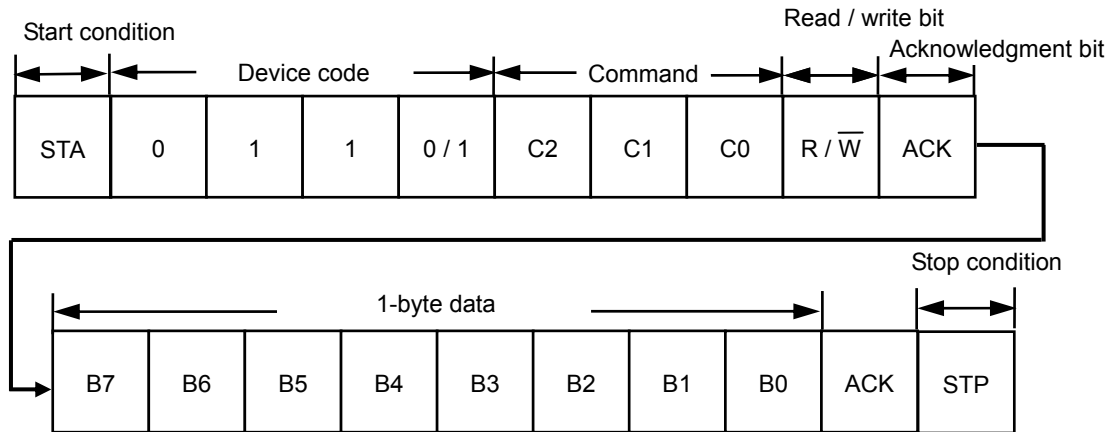 Read / write bit
Start condition
Acknowledgment bit
Device code
Command
STA 0 1 1 0 / 1 C2 C1 C0 R / W̅ ACK
Stop condition
1-byte data
B7 B6 B5 B4 B3 B2 B1 B0 ACK STP